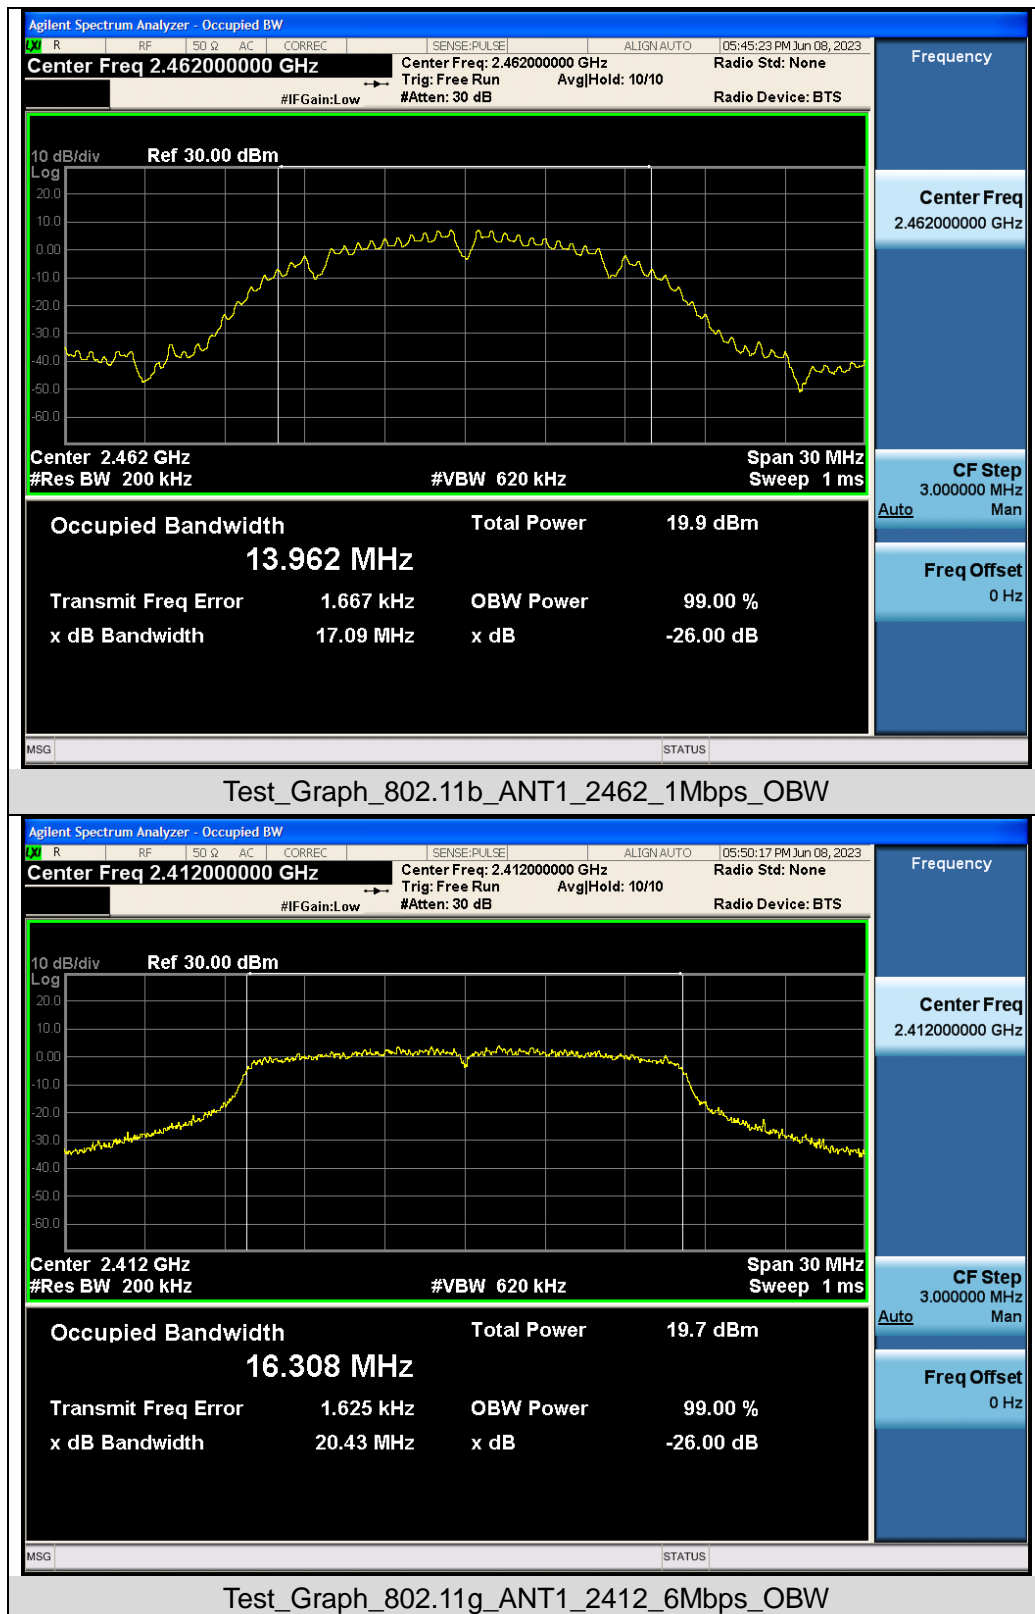 Agilent Spectrum Analyzer - Occupied BW
LXI R RF 50 Ω AC CORREC SENSE:PULSE ALIGN AUTO 05:45:23 PM Jun 08, 2023
Center Freq 2.462000000 GHz
Center Freq: 2.462000000 GHz
Radio Std: None
Trig: Free Run Avg|Hold: 10/10
#IFGain:Low #Atten: 30 dB Radio Device: BTS
Frequency
10 dB/div Ref 30.00 dBm
Log
20.0
10.0
0.00
-10.0
-20.0
-30.0
-40.0
-50.0
-60.0
Center 2.462 GHz Span 30 MHz
#Res BW 200 kHz #VBW 620 kHz Sweep 1 ms
Center Freq
2.462000000 GHz
CF Step
3.000000 MHz
Auto Man
Freq Offset
0 Hz
Occupied Bandwidth Total Power 19.9 dBm
13.962 MHz
Transmit Freq Error 1.667 kHz OBW Power 99.00 %
x dB Bandwidth 17.09 MHz x dB -26.00 dB
MSG STATUS
Test_Graph_802.11b_ANT1_2462_1Mbps_OBW
Agilent Spectrum Analyzer - Occupied BW
LXI R RF 50 Ω AC CORREC SENSE:PULSE ALIGN AUTO 05:50:17 PM Jun 08, 2023
Center Freq 2.412000000 GHz
Center Freq: 2.412000000 GHz
Radio Std: None
Trig: Free Run Avg|Hold: 10/10
#IFGain:Low #Atten: 30 dB Radio Device: BTS
Frequency
10 dB/div Ref 30.00 dBm
Log
20.0
10.0
0.00
-10.0
-20.0
-30.0
-40.0
-50.0
-60.0
Center 2.412 GHz Span 30 MHz
#Res BW 200 kHz #VBW 620 kHz Sweep 1 ms
Center Freq
2.412000000 GHz
CF Step
3.000000 MHz
Auto Man
Freq Offset
0 Hz
Occupied Bandwidth Total Power 19.7 dBm
16.308 MHz
Transmit Freq Error 1.625 kHz OBW Power 99.00 %
x dB Bandwidth 20.43 MHz x dB -26.00 dB
MSG STATUS
Test_Graph_802.11g_ANT1_2412_6Mbps_OBW